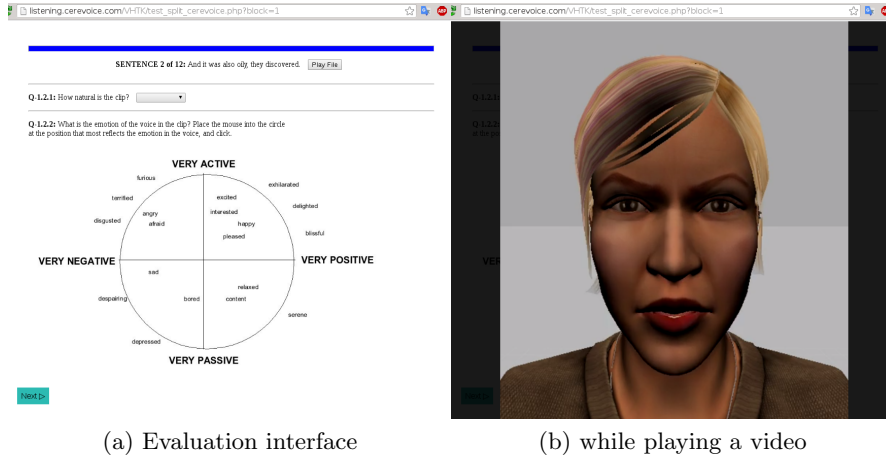 listening.cerevoice.com/VHTK/test_split_cerevoice.php?block=1
SENTENCE 2 of 12: And it was also oily, they discovered. Play File
Q-1.2.1: How natural is the clip?
Q-1.2.2: What is the emotion of the voice in the clip? Place the mouse into the circle
at the position that most reflects the emotion in the voice, and click.
VERY ACTIVE
furious
exhilarated
terrified
excited
delighted
angry
interested
disgusted
afraid
happy
blissful
pleased
VERY NEGATIVE
VERY POSITIVE
sad
relaxed
despairing
bored
content
serene
depressed
VERY PASSIVE
Next ▷
(a) Evaluation interface
listening.cerevoice.com/VHTK/test_split_cerevoice.php?block=1
ABP
VER
(b) while playing a video